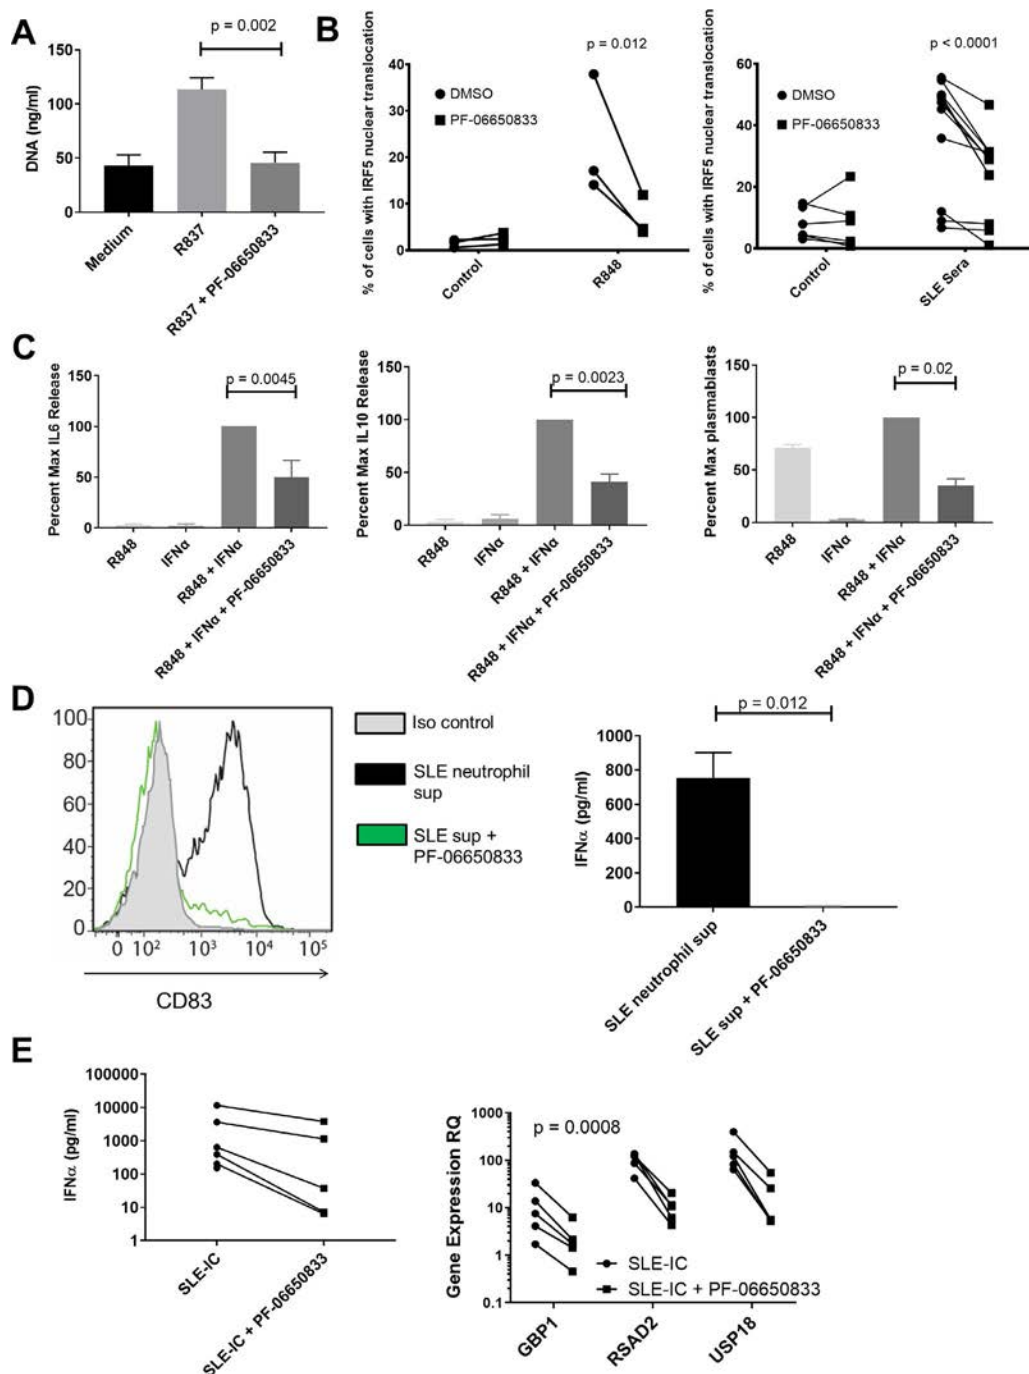 A
p = 0.002
DNA (ng/ml)
150
100
50
0
Medium
R837
R837 + PF-06650833
B
% of cells with IRF5 nuclear translocation
40
30
20
10
0
p = 0.012
DMSO
PF-06650833
Control
R848
% of cells with IRF5 nuclear translocation
60
40
20
0
p < 0.0001
DMSO
PF-06650833
Control
SLE Sera
C
Percent Max IL6 Release
150
100
50
0
p = 0.0045
R848
IFNα
R848 + IFNα
R848 + IFNα + PF-06650833
Percent Max IL10 Release
150
100
50
0
p = 0.0023
R848
IFNα
R848 + IFNα
R848 + IFNα + PF-06650833
Percent Max plasmablasts
150
100
50
0
p = 0.02
R848
IFNα
R848 + IFNα
R848 + IFNα + PF-06650833
D
100
80
60
40
20
0
0 10² 10³ 10⁴ 10⁵
CD83
Iso control
SLE neutrophil
sup
SLE sup +
PF-06650833
p = 0.012
IFNα (pg/ml)
1000
800
600
400
200
0
SLE neutrophil sup
SLE sup + PF-06650833
E
IFNα (pg/ml)
100000
10000
1000
100
10
1
SLE-IC
SLE-IC + PF-06650833
Gene Expression RQ
1000
100
10
1
0.1
p = 0.0008
SLE-IC
SLE-IC + PF-06650833
GBP1
RSAD2
USP18